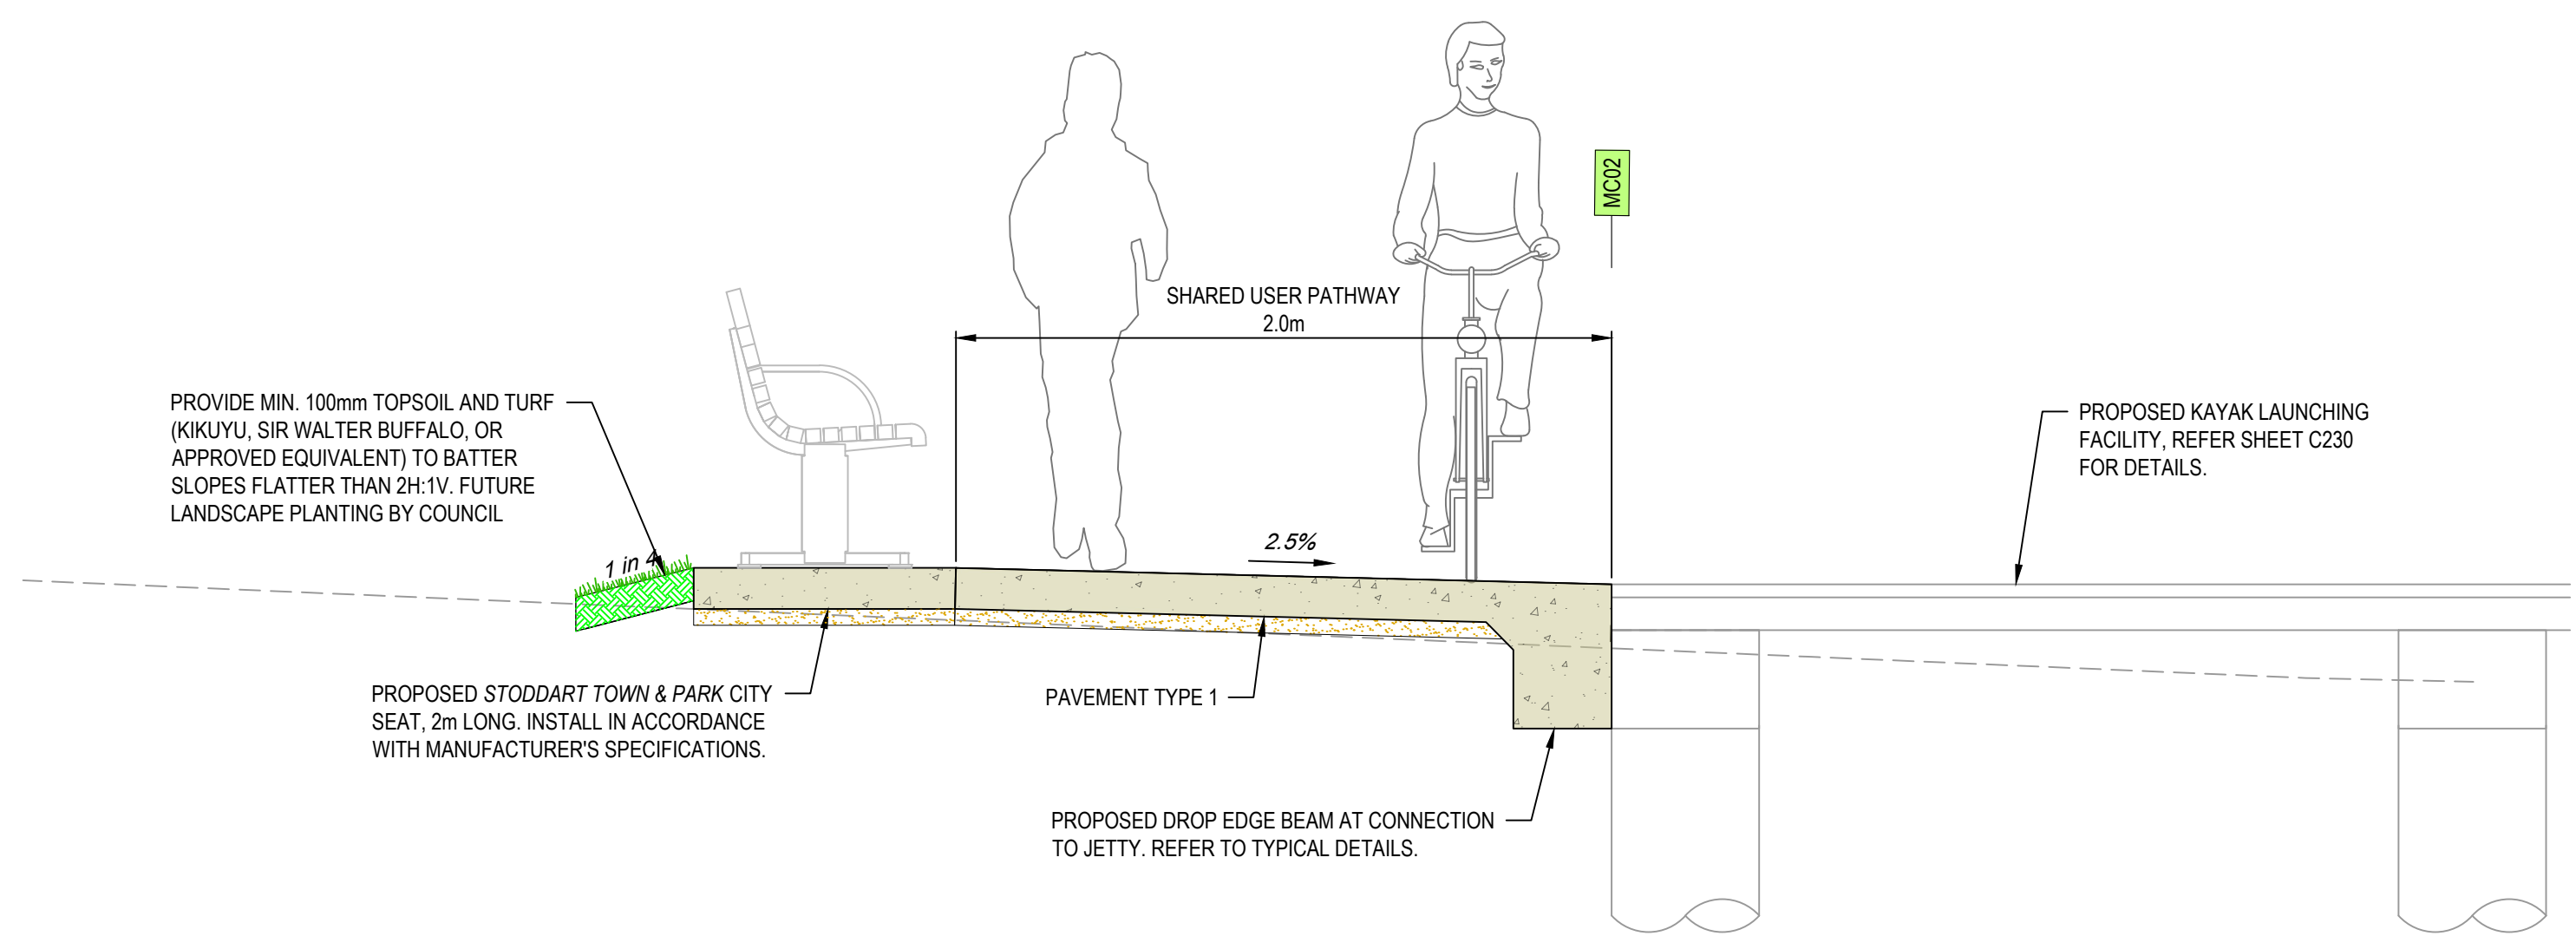 MC02
SHARED USER PATHWAY
2.0m
PROVIDE MIN. 100mm TOPSOIL AND TURF
(KIKUYU, SIR WALTER BUFFALO, OR
APPROVED EQUIVALENT) TO BATTER
SLOPES FLATTER THAN 2H:1V. FUTURE
LANDSCAPE PLANTING BY COUNCIL
PROPOSED KAYAK LAUNCHING
FACILITY, REFER SHEET C230
FOR DETAILS.
1 in 4
2.5%
PROPOSED STODDART TOWN & PARK CITY
SEAT, 2m LONG. INSTALL IN ACCORDANCE
WITH MANUFACTURER'S SPECIFICATIONS.
PAVEMENT TYPE 1
PROPOSED DROP EDGE BEAM AT CONNECTION
TO JETTY. REFER TO TYPICAL DETAILS.